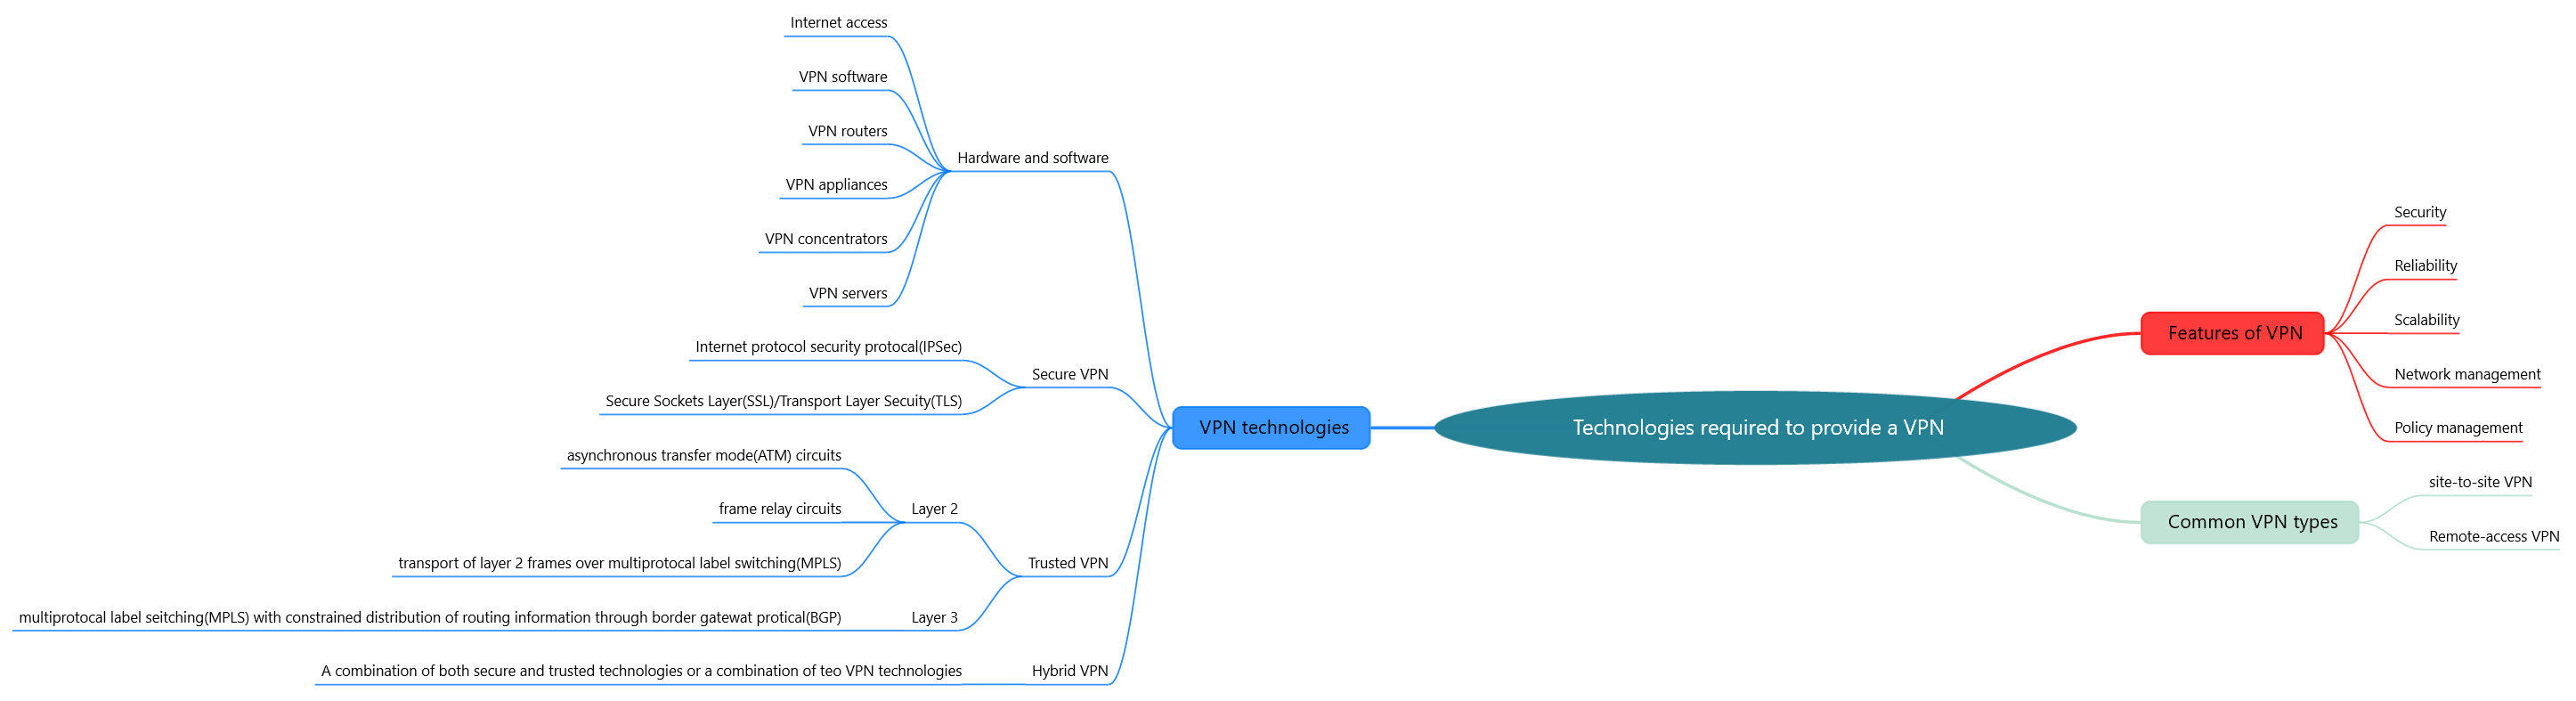 Internet access
VPN software
VPN routers
Hardware and software
VPN appliances
VPN concentrators
VPN servers
Internet protocol security protocal(IPSec)
Secure VPN
Secure Sockets Layer(SSL)/Transport Layer Secuity(TLS)
VPN technologies
asynchronous transfer mode(ATM) circuits
frame relay circuits
Layer 2
transport of layer 2 frames over multiprotocal label switching(MPLS)
Trusted VPN
multiprotocal label seitching(MPLS) with constrained distribution of routing information through border gatewat protical(BGP)
Layer 3
A combination of both secure and trusted technologies or a combination of teo VPN technologies
Hybrid VPN
Technologies required to provide a VPN
Security
Reliability
Features of VPN
Scalability
Network management
Policy management
site-to-site VPN
Common VPN types
Remote-access VPN